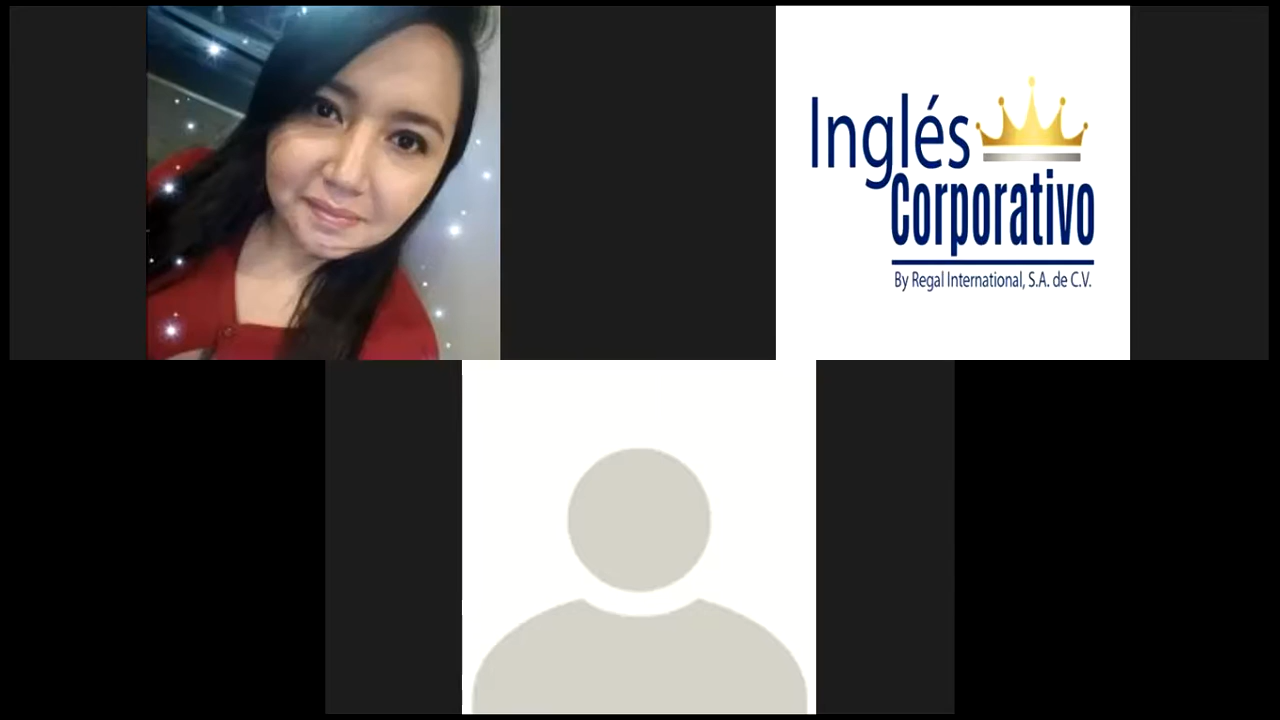 Inglés
Corporativo
By Regal International, S.A. de C.V.